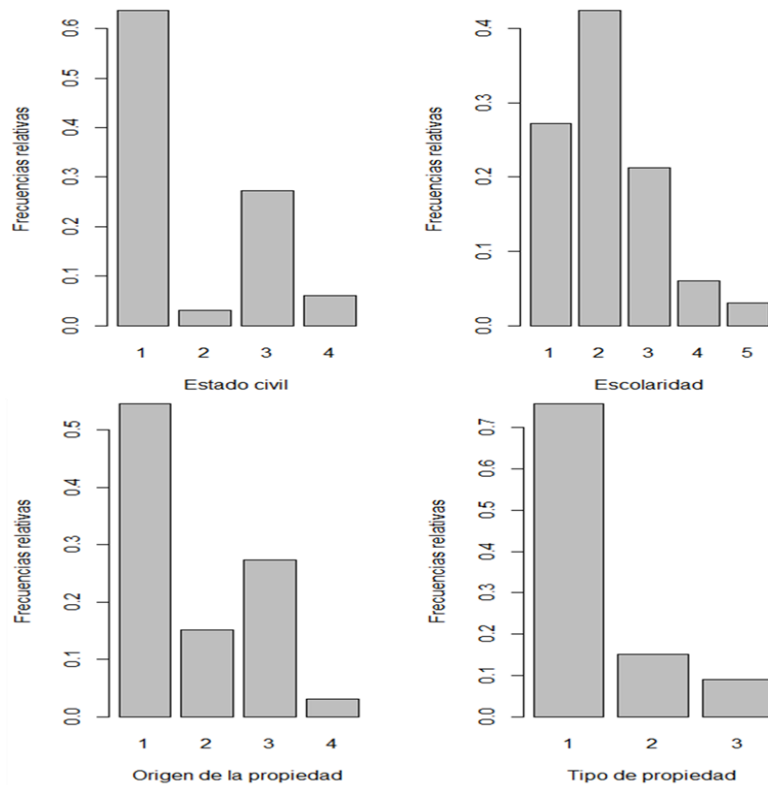 Frecuencias relativas
0.0 0.1 0.2 0.3 0.4 0.5 0.6
1 2 3 4
Estado civil
Frecuencias relativas
0.0 0.1 0.2 0.3 0.4
1 2 3 4 5
Escolaridad
Frecuencias relativas
0.0 0.1 0.2 0.3 0.4 0.5
1 2 3 4
Origen de la propiedad
Frecuencias relativas
0.0 0.1 0.2 0.3 0.4 0.5 0.6 0.7
1 2 3
Tipo de propiedad